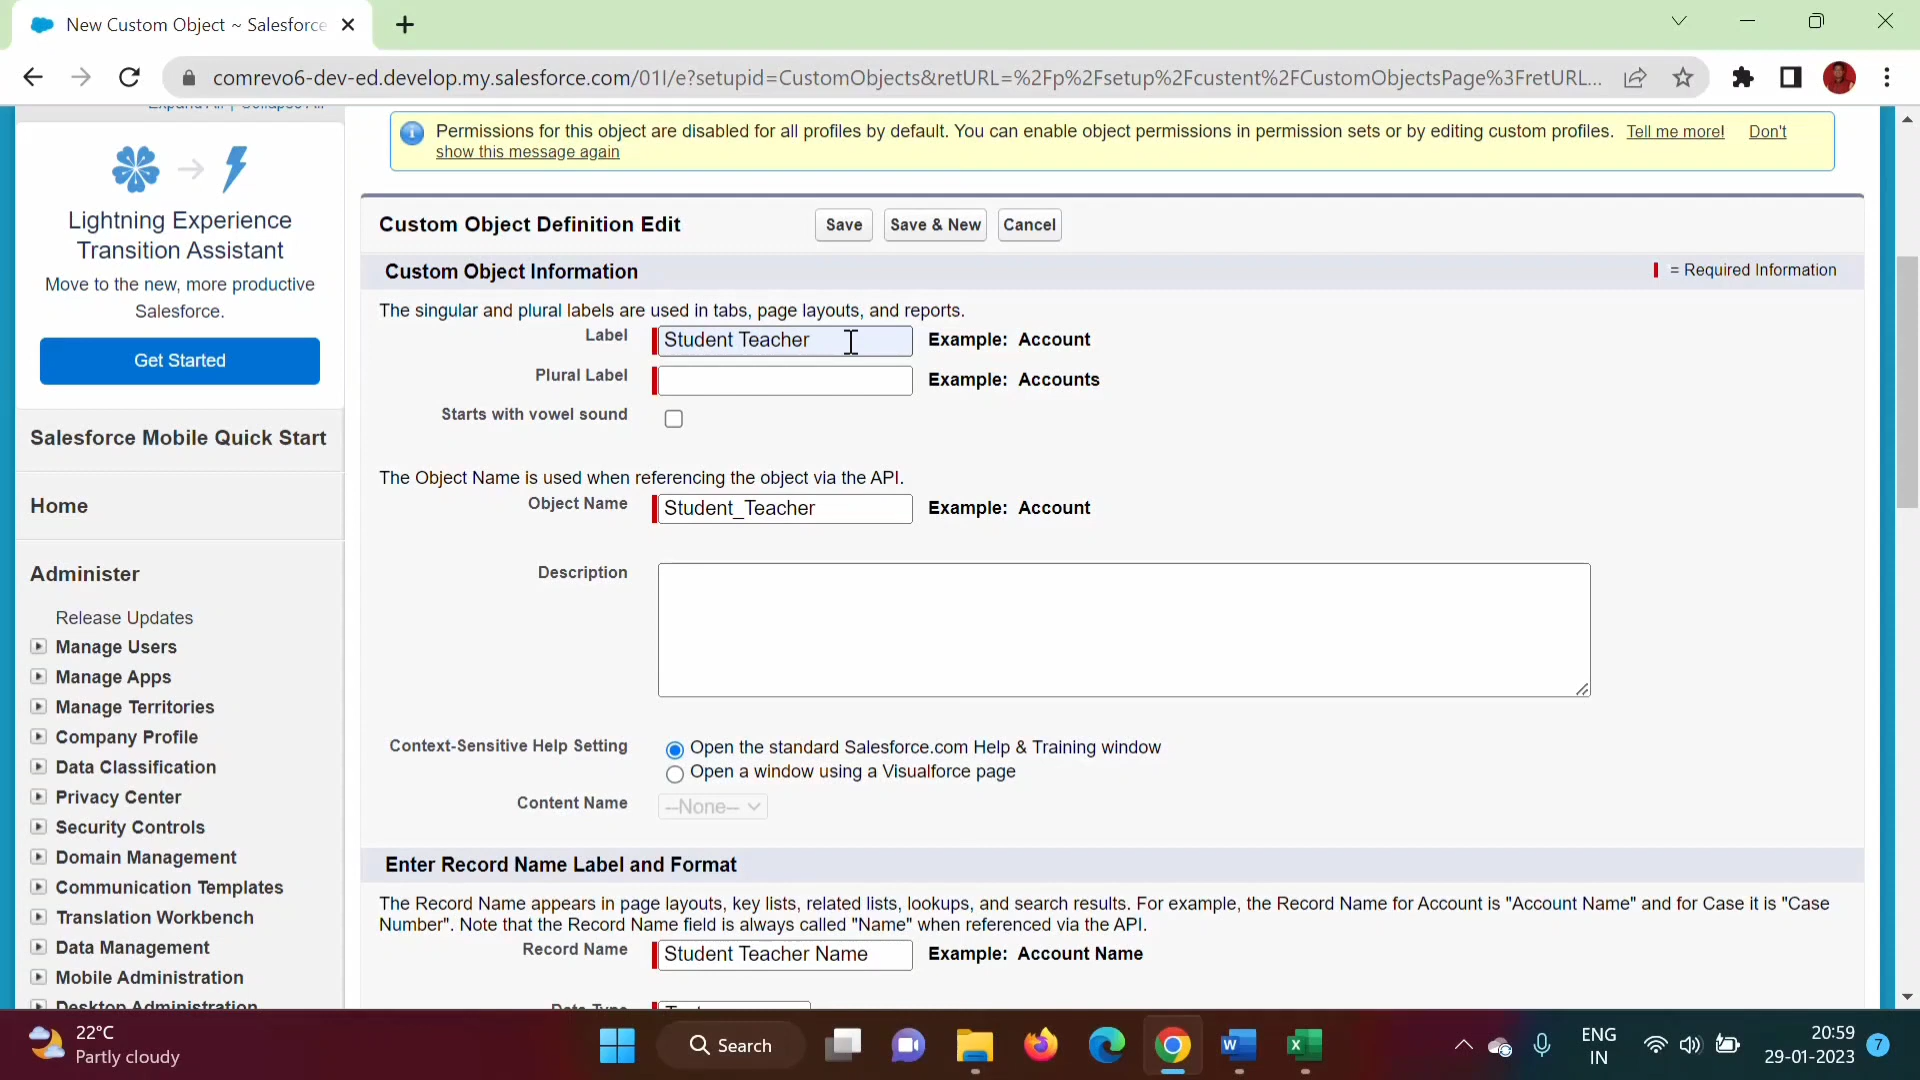 New Custom Object ~ Salesforce
comrevo6-dev-ed.develop.my.salesforce.com/01I/e?setupid=CustomObjects&retURL=%2Fp%2Fsetup%2Fcustent%2FCustomObjectsPage%3FretURL...
Expand All | Collapse All
Permissions for this object are disabled for all profiles by default. You can enable object permissions in permission sets or by editing custom profiles. Tell me more! Don't
show this message again
Lightning Experience
Transition Assistant
Move to the new, more productive
Salesforce.
Get Started
Salesforce Mobile Quick Start
Home
Administer
Release Updates
Manage Users
Manage Apps
Manage Territories
Company Profile
Data Classification
Privacy Center
Security Controls
Domain Management
Communication Templates
Translation Workbench
Data Management
Mobile Administration
Desktop Administration
Custom Object Definition Edit Save Save & New Cancel
Custom Object Information = Required Information
The singular and plural labels are used in tabs, page layouts, and reports.
Label Student Teacher Example: Account
Plural Label Example: Accounts
Starts with vowel sound
The Object Name is used when referencing the object via the API.
Object Name Student_Teacher Example: Account
Description
Context-Sensitive Help Setting Open the standard Salesforce.com Help & Training window
Open a window using a Visualforce page
Content Name --None--
Enter Record Name Label and Format
The Record Name appears in page layouts, key lists, related lists, lookups, and search results. For example, the Record Name for Account is "Account Name" and for Case it is "Case
Number". Note that the Record Name field is always called "Name" when referenced via the API.
Record Name Student Teacher Name Example: Account Name
Data Type Text
22°C
Partly cloudy
Search
ENG
IN
20:59
29-01-2023
7